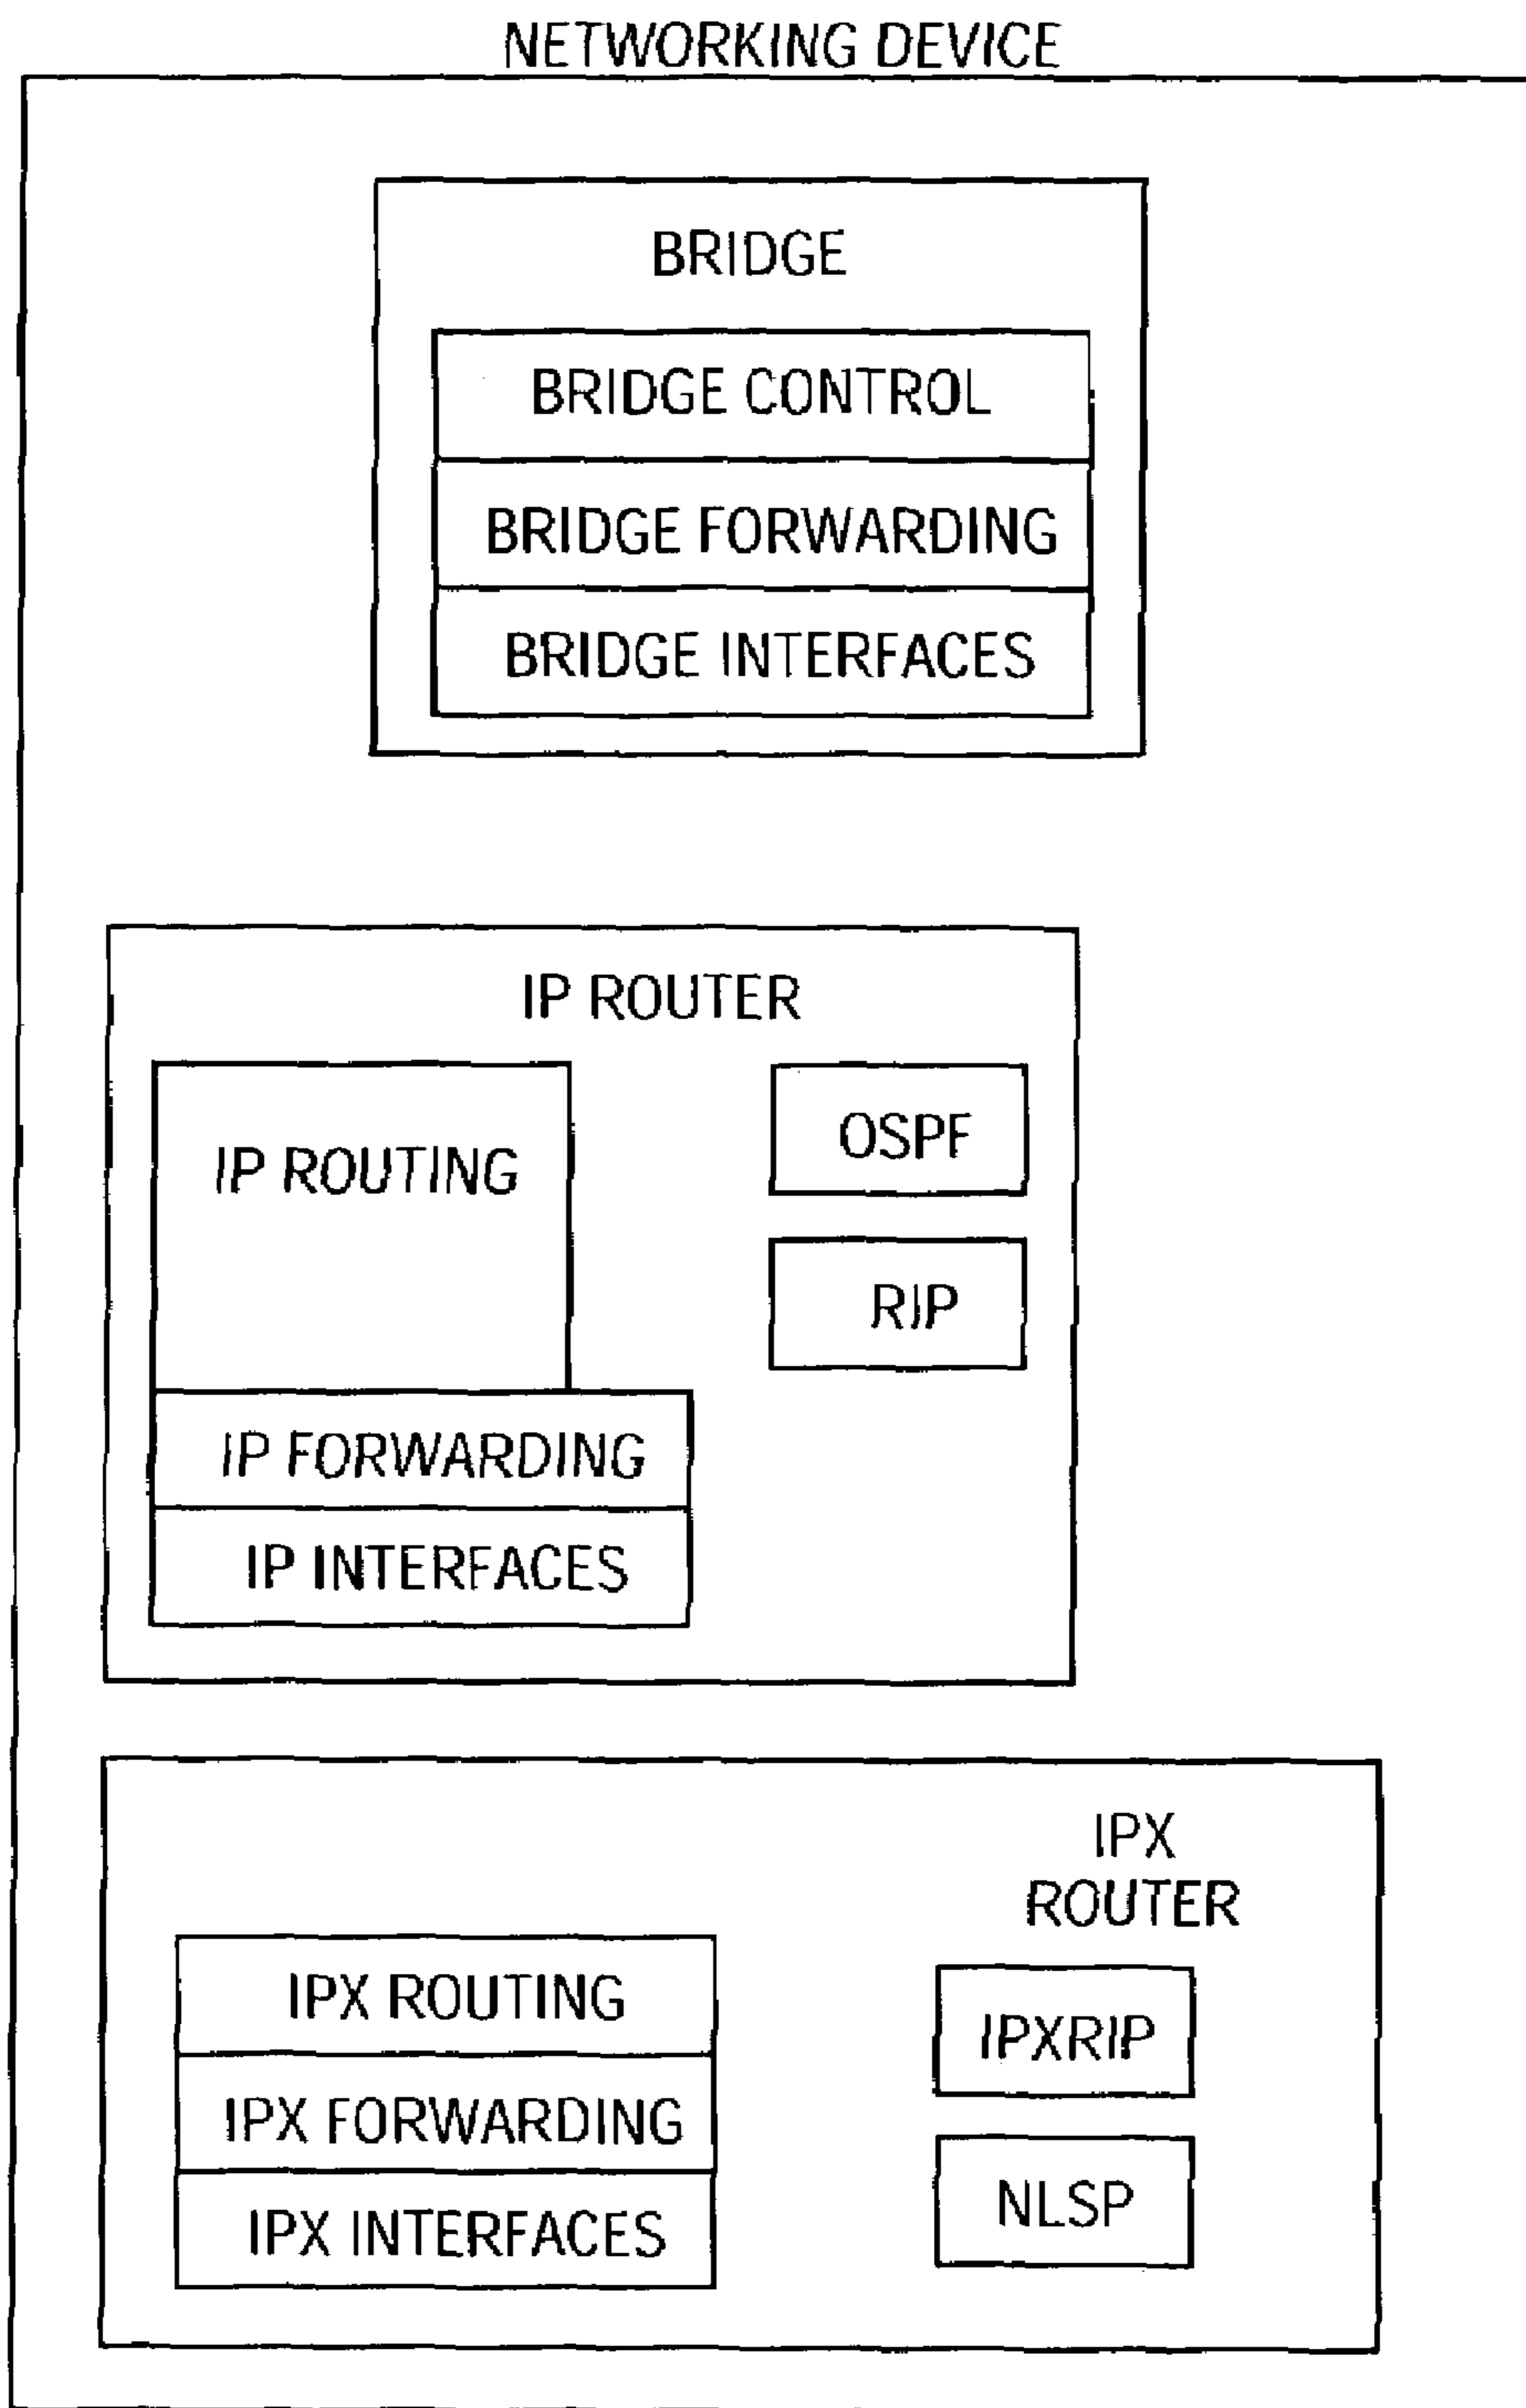 NETWORKING DEVICE
BRIDGE
BRIDGE CONTROL
BRIDGE FORWARDING
BRIDGE INTERFACES
IP ROUTER
IP ROUTING
OSPF
RIP
IP FORWARDING
IP INTERFACES
IPX
ROUTER
IPX ROUTING
IPX FORWARDING
IPX INTERFACES
IPXRIP
NLSP